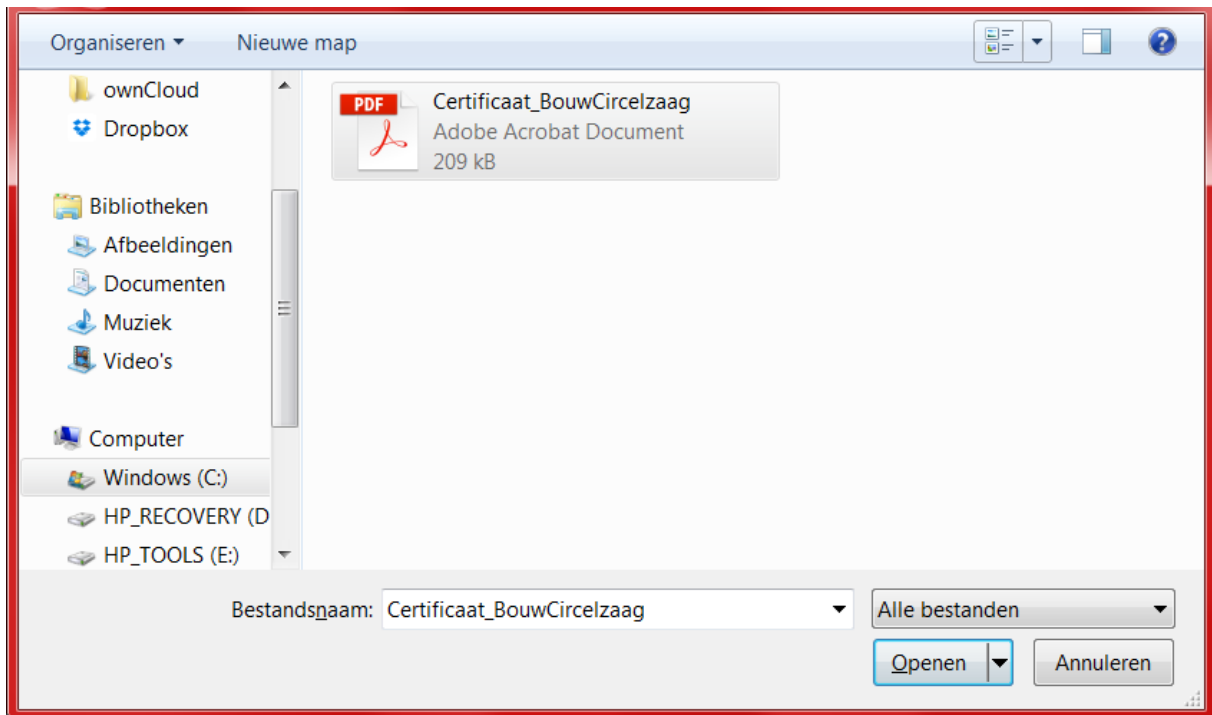 Organiseren
Nieuwe map
ownCloud
Dropbox
Bibliotheken
Afbeeldingen
Documenten
Muziek
Video's
Computer
Windows (C:)
HP_RECOVERY (D
HP_TOOLS (E:)
PDF
Certificaat_BouwCircelzaag
Adobe Acrobat Document
209 kB
Bestandsnaam: Certificaat_BouwCircelzaag
Alle bestanden
Openen
Annuleren